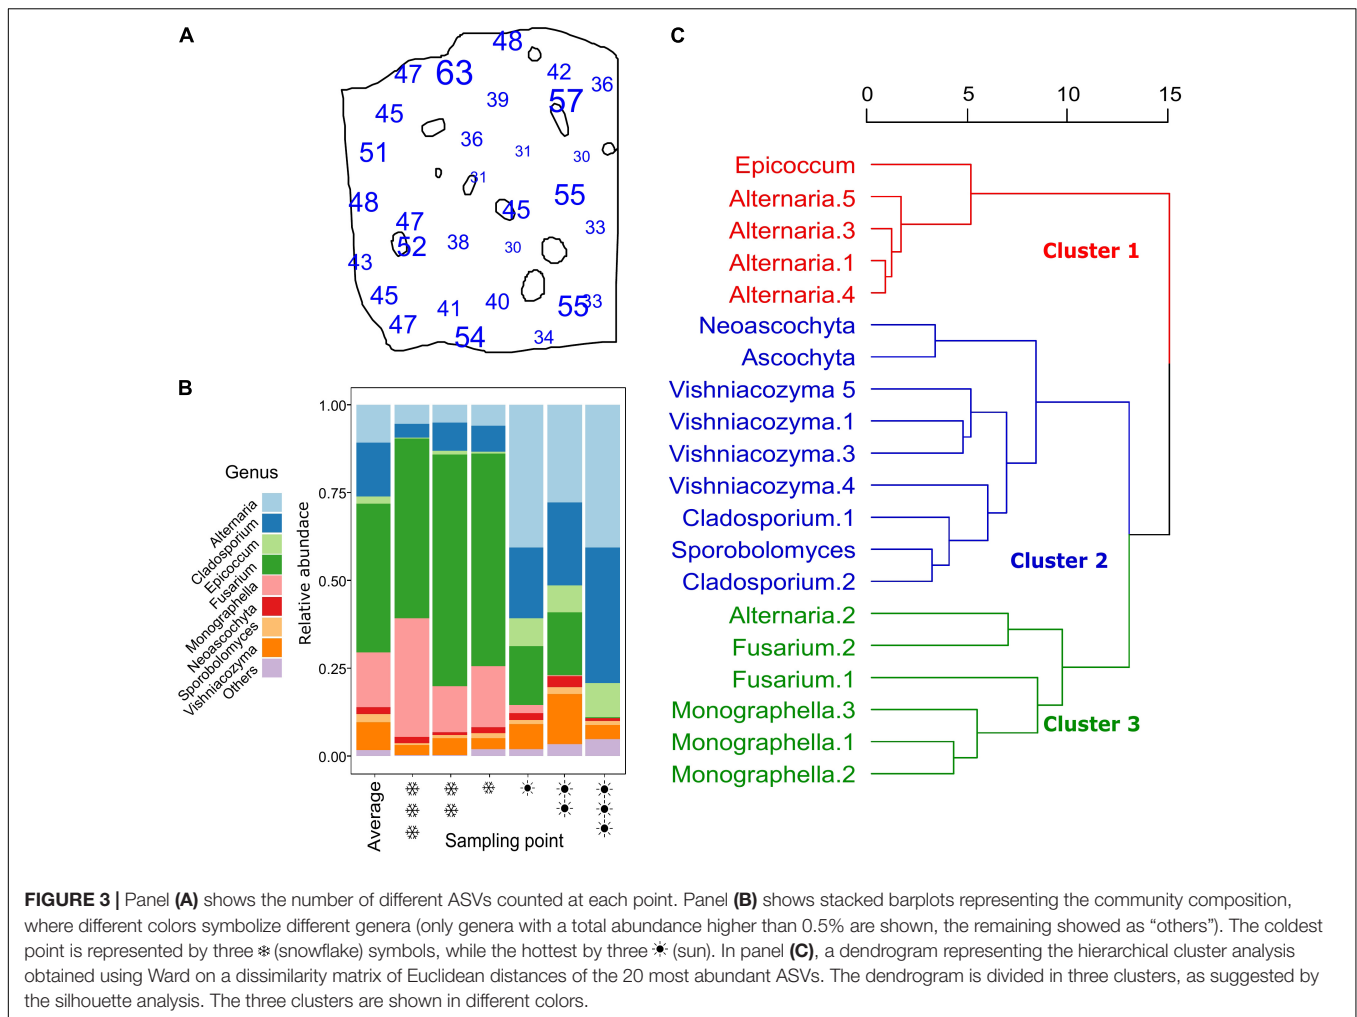 A
48
47
63
42
36
39
57
45
36
51
31
30
31
55
48
45
47
33
52
38
30
43
45
40
55
33
41
47
54
34
B
Genus
Alternaria
Cladosporium
Epicoccum
Fusarium
Monographella
Neoascochyta
Sporobolomyces
Vishniacozyma
Others
Relative abundance
1.00
0.75
0.50
0.25
0.00
Average
Sampling point
C
0 5 10 15
Epicoccum
Alternaria.5
Alternaria.3
Alternaria.1
Alternaria.4
Neoascochyta
Ascochyta
Vishniacozyma 5
Vishniacozyma.1
Vishniacozyma.3
Vishniacozyma.4
Cladosporium.1
Sporobolomyces
Cladosporium.2
Alternaria.2
Fusarium.2
Fusarium.1
Monographella.3
Monographella.1
Monographella.2
Cluster 1
Cluster 2
Cluster 3
FIGURE 3 | Panel (A) shows the number of different ASVs counted at each point. Panel (B) shows stacked barplots representing the community composition,
where different colors symbolize different genera (only genera with a total abundance higher than 0.5% are shown, the remaining showed as “others”). The coldest
point is represented by three ❄ (snowflake) symbols, while the hottest by three ☀ (sun). In panel (C), a dendrogram representing the hierarchical cluster analysis
obtained using Ward on a dissimilarity matrix of Euclidean distances of the 20 most abundant ASVs. The dendrogram is divided in three clusters, as suggested by
the silhouette analysis. The three clusters are shown in different colors.